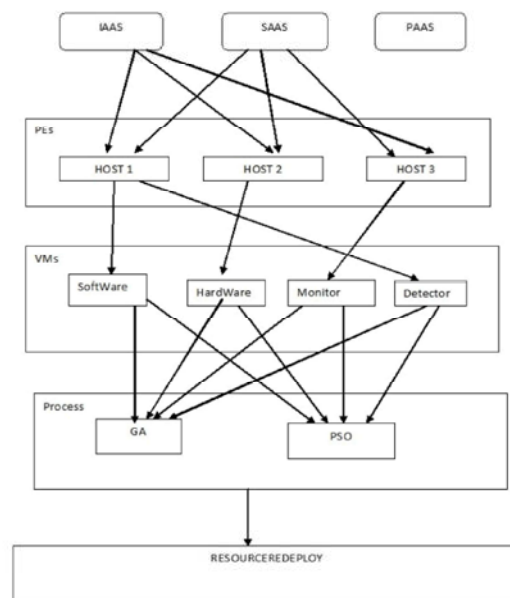 IAAS SAAS PAAS
PEs
HOST 1 HOST 2 HOST 3
VMs
SoftWare HardWare Monitor Detector
Process
GA PSO
RESOURCEREDEPLOY